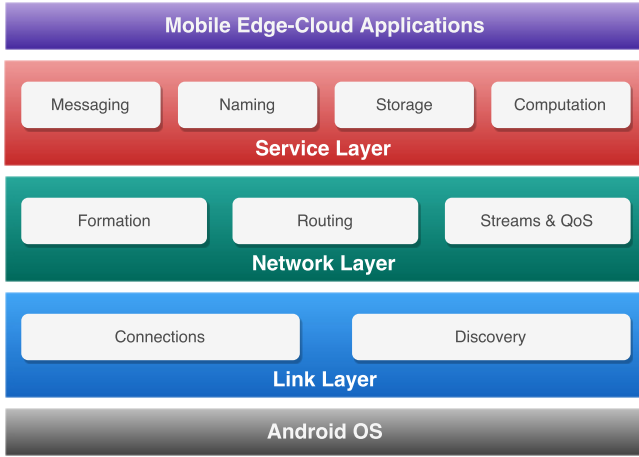 Mobile Edge-Cloud Applications
Messaging
Naming
Storage
Computation
Service Layer
Formation
Routing
Streams & QoS
Network Layer
Connections
Discovery
Link Layer
Android OS